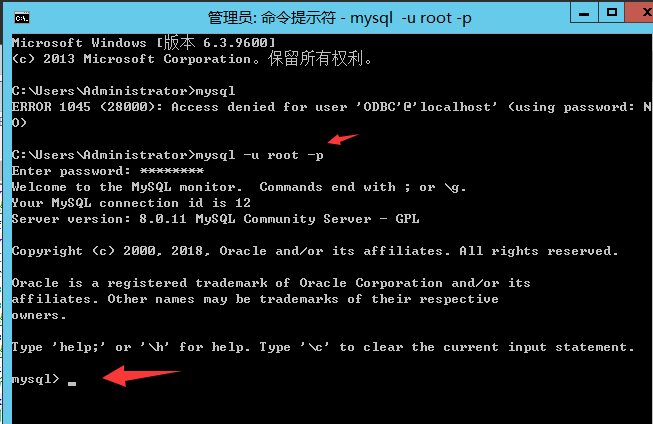 管理员: 命令提示符 - mysql -u root -p
Microsoft Windows [版本 6.3.9600]
(c) 2013 Microsoft Corporation。保留所有权利。
C:\Users\Administrator>mysql
ERROR 1045 (28000): Access denied for user 'ODBC'@'localhost' (using password: N
O)
C:\Users\Administrator>mysql -u root -p
Enter password: ********
Welcome to the MySQL monitor.  Commands end with ; or \g.
Your MySQL connection id is 12
Server version: 8.0.11 MySQL Community Server - GPL
Copyright (c) 2000, 2018, Oracle and/or its affiliates. All rights reserved.
Oracle is a registered trademark of Oracle Corporation and/or its
affiliates. Other names may be trademarks of their respective
owners.
Type 'help;' or '\h' for help. Type '\c' to clear the current input statement.
mysql> _